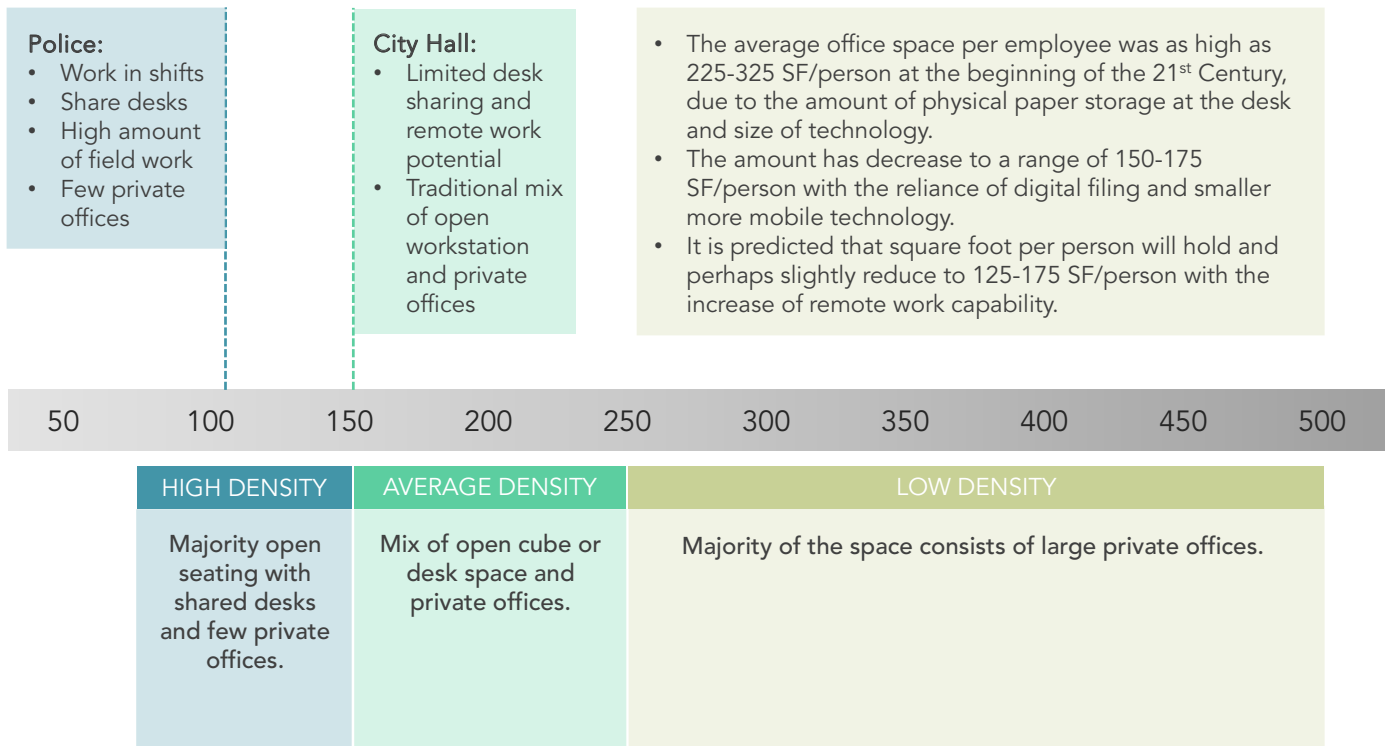 Police:
• Work in shifts
• Share desks
• High amount
of field work
• Few private
offices
City Hall:
• Limited desk
sharing and
remote work
potential
• Traditional mix
of open
workstation
and private
offices
• The average office space per employee was as high as
225-325 SF/person at the beginning of the 21st Century,
due to the amount of physical paper storage at the desk
and size of technology.
• The amount has decrease to a range of 150-175
SF/person with the reliance of digital filing and smaller
more mobile technology.
• It is predicted that square foot per person will hold and
perhaps slightly reduce to 125-175 SF/person with the
increase of remote work capability.
50 100 150 200 250 300 350 400 450 500
HIGH DENSITY
Majority open
seating with
shared desks
and few private
offices.
AVERAGE DENSITY
Mix of open cube or
desk space and
private offices.
LOW DENSITY
Majority of the space consists of large private offices.